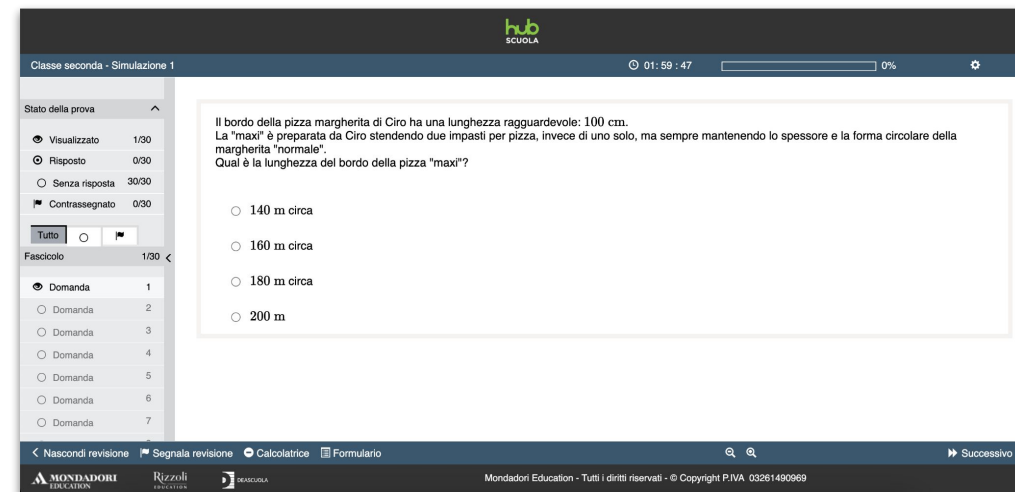 hub
SCUOLA
Classe seconda - Simulazione 1
01 : 59 : 47
0%
Stato della prova
Visualizzato 1/30
Risposto 0/30
Senza risposta 30/30
Contrassegnato 0/30
Tutto
Fascicolo 1/30
Domanda 1
Domanda 2
Domanda 3
Domanda 4
Domanda 5
Domanda 6
Domanda 7
Il bordo della pizza margherita di Ciro ha una lunghezza ragguardevole: 100 cm.
La "maxi" è preparata da Ciro stendendo due impasti per pizza, invece di uno solo, ma sempre mantenendo lo spessore e la forma circolare della
margherita "normale".
Qual è la lunghezza del bordo della pizza "maxi"?
140 m circa
160 m circa
180 m circa
200 m
Nascondi revisione Segnala revisione Calcolatrice Formulario
Successivo
MONDADORI
EDUCATION
Rizzoli
EDUCATION
DEASCUOLA
Mondadori Education - Tutti i diritti riservati - © Copyright P.IVA 03261490969